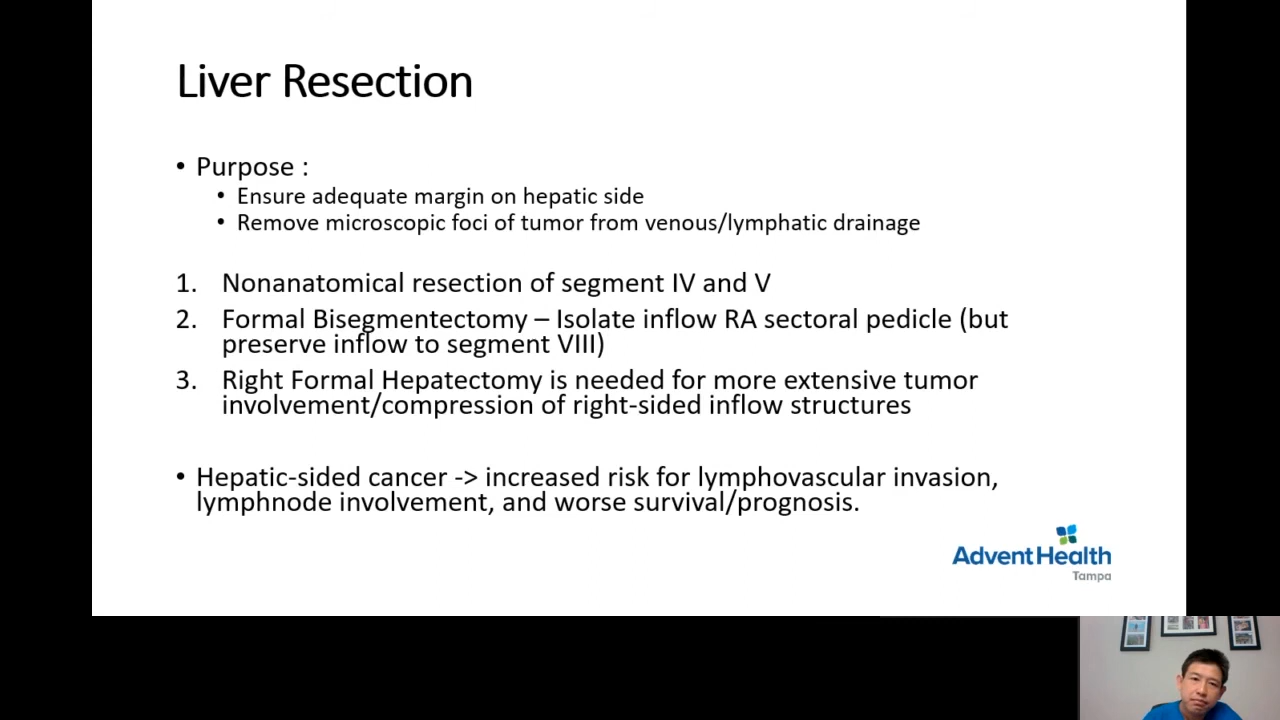 Liver Resection
• Purpose :
• Ensure adequate margin on hepatic side
• Remove microscopic foci of tumor from venous/lymphatic drainage
1. Nonanatomical resection of segment IV and V
2. Formal Bisegmentectomy – Isolate inflow RA sectoral pedicle (but
preserve inflow to segment VIII)
3. Right Formal Hepatectomy is needed for more extensive tumor
involvement/compression of right-sided inflow structures
• Hepatic-sided cancer -> increased risk for lymphovascular invasion,
lymphnode involvement, and worse survival/prognosis.
AdventHealth
Tampa